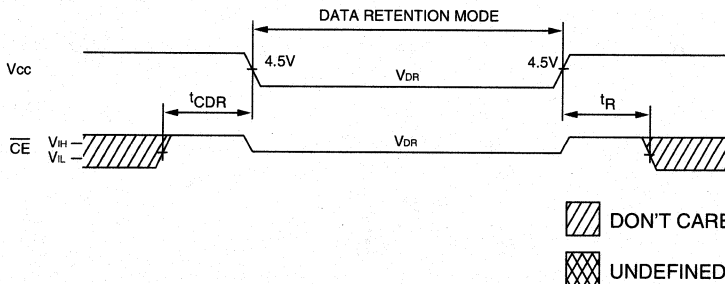 DATA RETENTION MODE
Vcc
4.5V
VDR
4.5V
tCDR
tR
CE
VIH
VIL
VDR
DON'T CARE
UNDEFINED